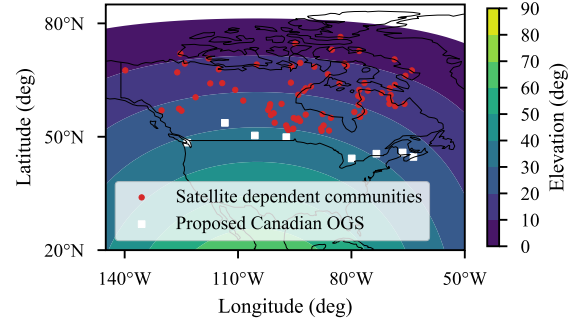 80°N
50°N
20°N
Latitude (deg)
Satellite dependent communities
Proposed Canadian OGS
140°W 110°W 80°W 50°W
Longitude (deg)
90
80
70
60
50
40
30
20
10
0
Elevation (deg)